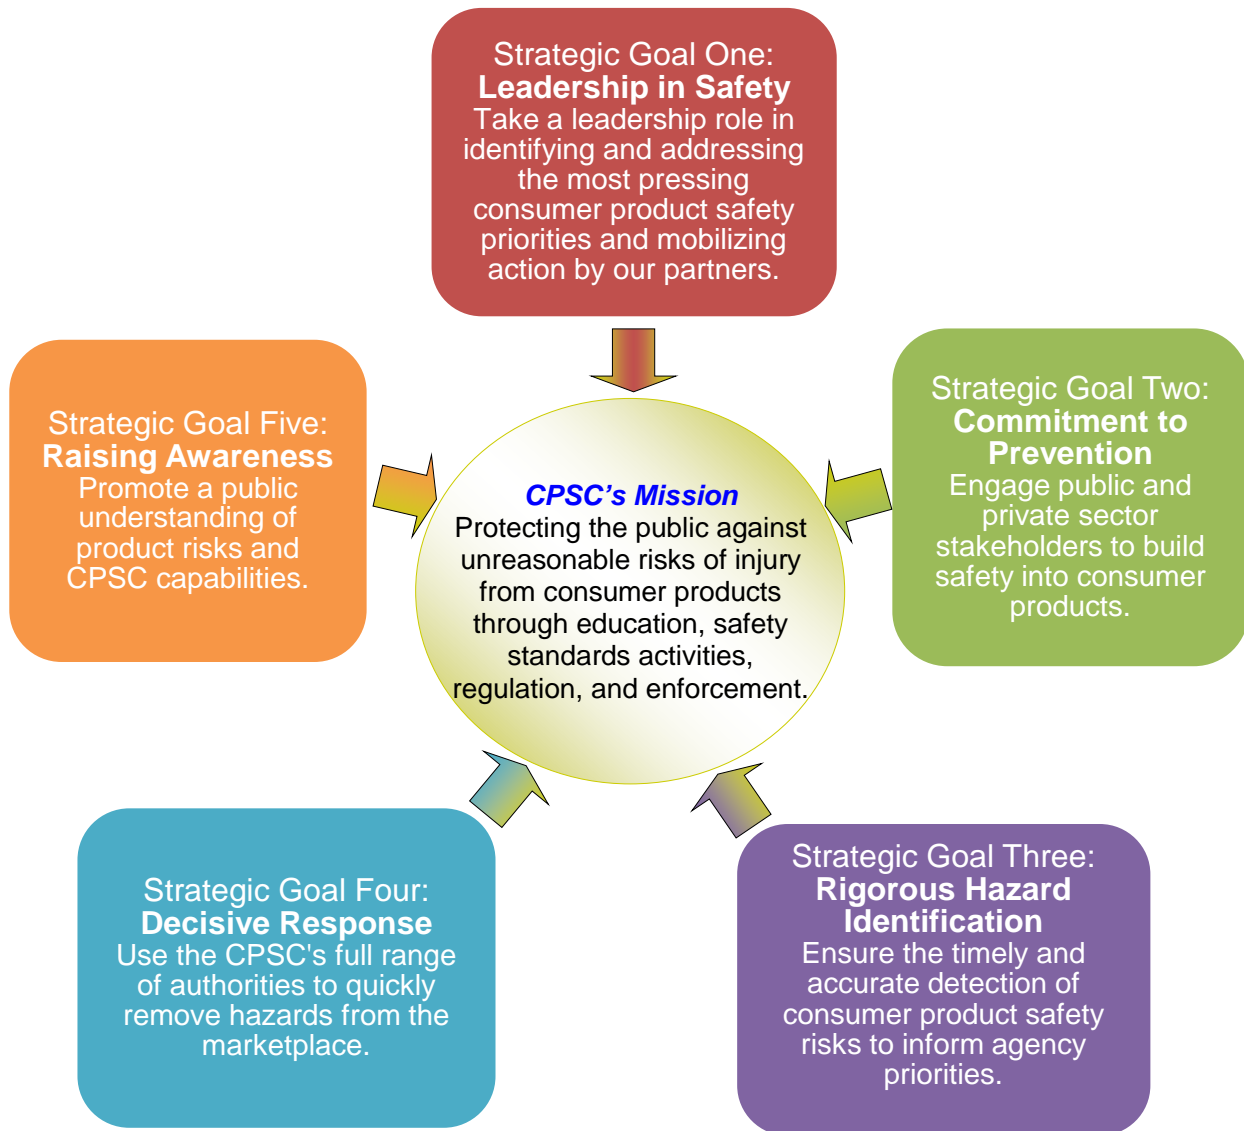 Strategic Goal One:
Leadership in Safety
Take a leadership role in
identifying and addressing
the most pressing
consumer product safety
priorities and mobilizing
action by our partners.
Strategic Goal Two:
Commitment to
Prevention
Engage public and
private sector
stakeholders to build
safety into consumer
products.
Strategic Goal Three:
Rigorous Hazard
Identification
Ensure the timely and
accurate detection of
consumer product safety
risks to inform agency
priorities.
Strategic Goal Four:
Decisive Response
Use the CPSC's full range
of authorities to quickly
remove hazards from the
marketplace.
Strategic Goal Five:
Raising Awareness
Promote a public
understanding of
product risks and
CPSC capabilities.
CPSC’s Mission
Protecting the public against
unreasonable risks of injury
from consumer products
through education, safety
standards activities,
regulation, and enforcement.